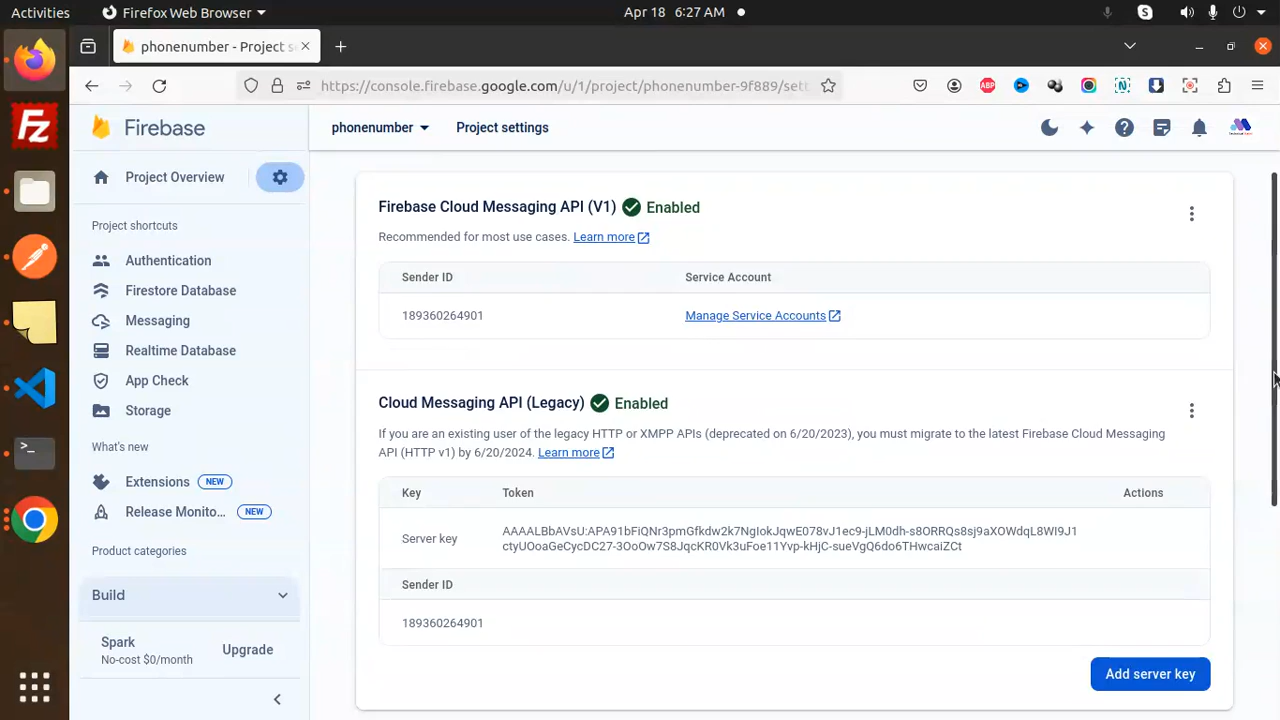 Activities
Firefox Web Browser
Apr 18 6:27 AM
phonenumber - Project s
https://console.firebase.google.com/u/1/project/phonenumber-9f889/sett
Firebase
phonenumber
Project settings
Project Overview
Project shortcuts
Authentication
Firestore Database
Messaging
Realtime Database
App Check
Storage
What's new
Extensions NEW
Release Monito... NEW
Product categories
Build
Spark
No-cost $0/month
Upgrade
Firebase Cloud Messaging API (V1) Enabled
Recommended for most use cases. Learn more
Sender ID Service Account
189360264901 Manage Service Accounts
Cloud Messaging API (Legacy) Enabled
If you are an existing user of the legacy HTTP or XMPP APIs (deprecated on 6/20/2023), you must migrate to the latest Firebase Cloud Messaging
API (HTTP v1) by 6/20/2024. Learn more
Key Token Actions
Server key
AAAALBbAVsU:APA91bFiQNr3pmGfkdw2k7NgIokJqwE078vJ1ec9-jLM0dh-s8ORRQs8sj9aXOWdqL8WI9J1
ctyUOoaGeCycDC27-3OoOw7S8JqcKR0Vk3uFoe11Yvp-kHjC-sueVgQ6do6THwcaiZCt
Sender ID
189360264901
Add server key